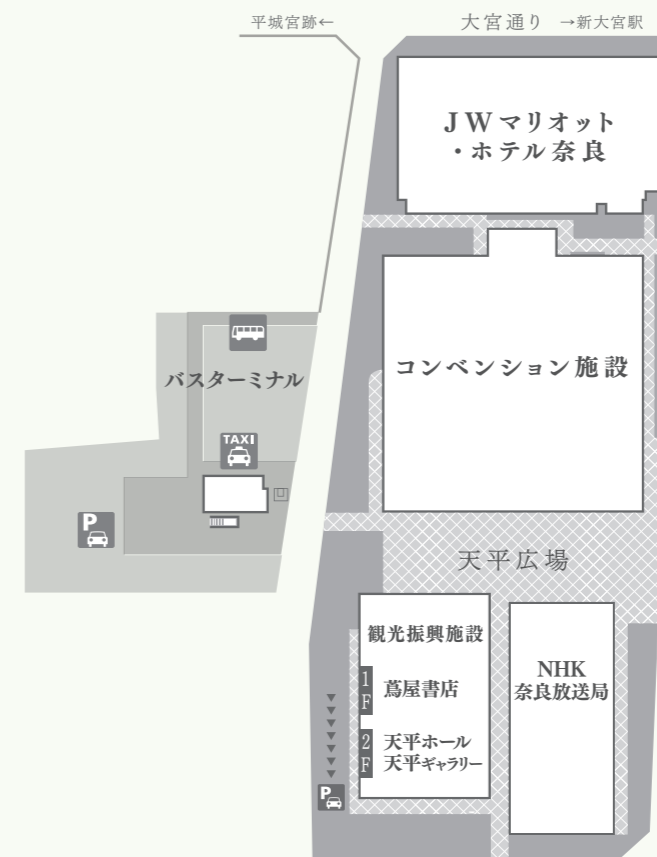 平城宮跡←
大宮通り →新大宮駅
JWマリオット
・ホテル奈良
コンベンション施設
バスターミナル
TAXI
P
天平広場
観光振興施設
1F 蔦屋書店
2F 天平ホール
天平ギャラリー
NHK
奈良放送局
P